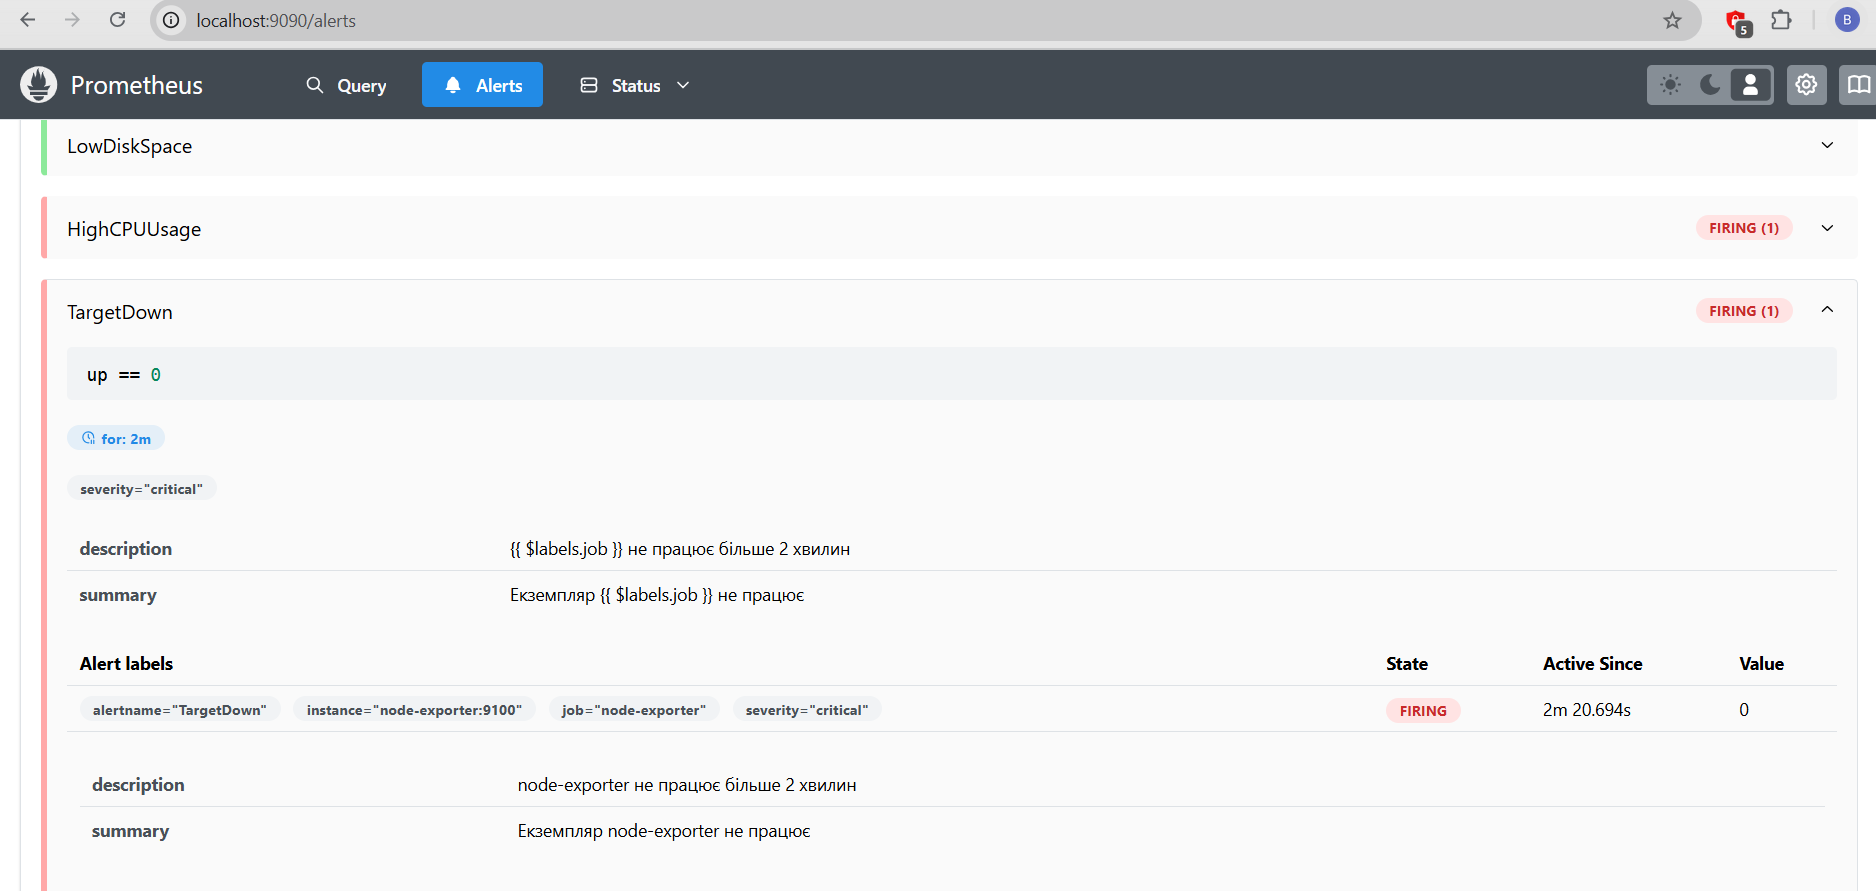 localhost:9090/alerts
5
B
Prometheus Query Alerts Status
LowDiskSpace
HighCPUUsage FIRING (1)
TargetDown FIRING (1)
up == 0
for: 2m
severity="critical"
description {{ $labels.job }} не працює більше 2 хвилин
summary Екземпляр {{ $labels.job }} не працює
Alert labels State Active Since Value
alertname="TargetDown" instance="node-exporter:9100" job="node-exporter" severity="critical" FIRING 2m 20.694s 0
description node-exporter не працює більше 2 хвилин
summary Екземпляр node-exporter не працює